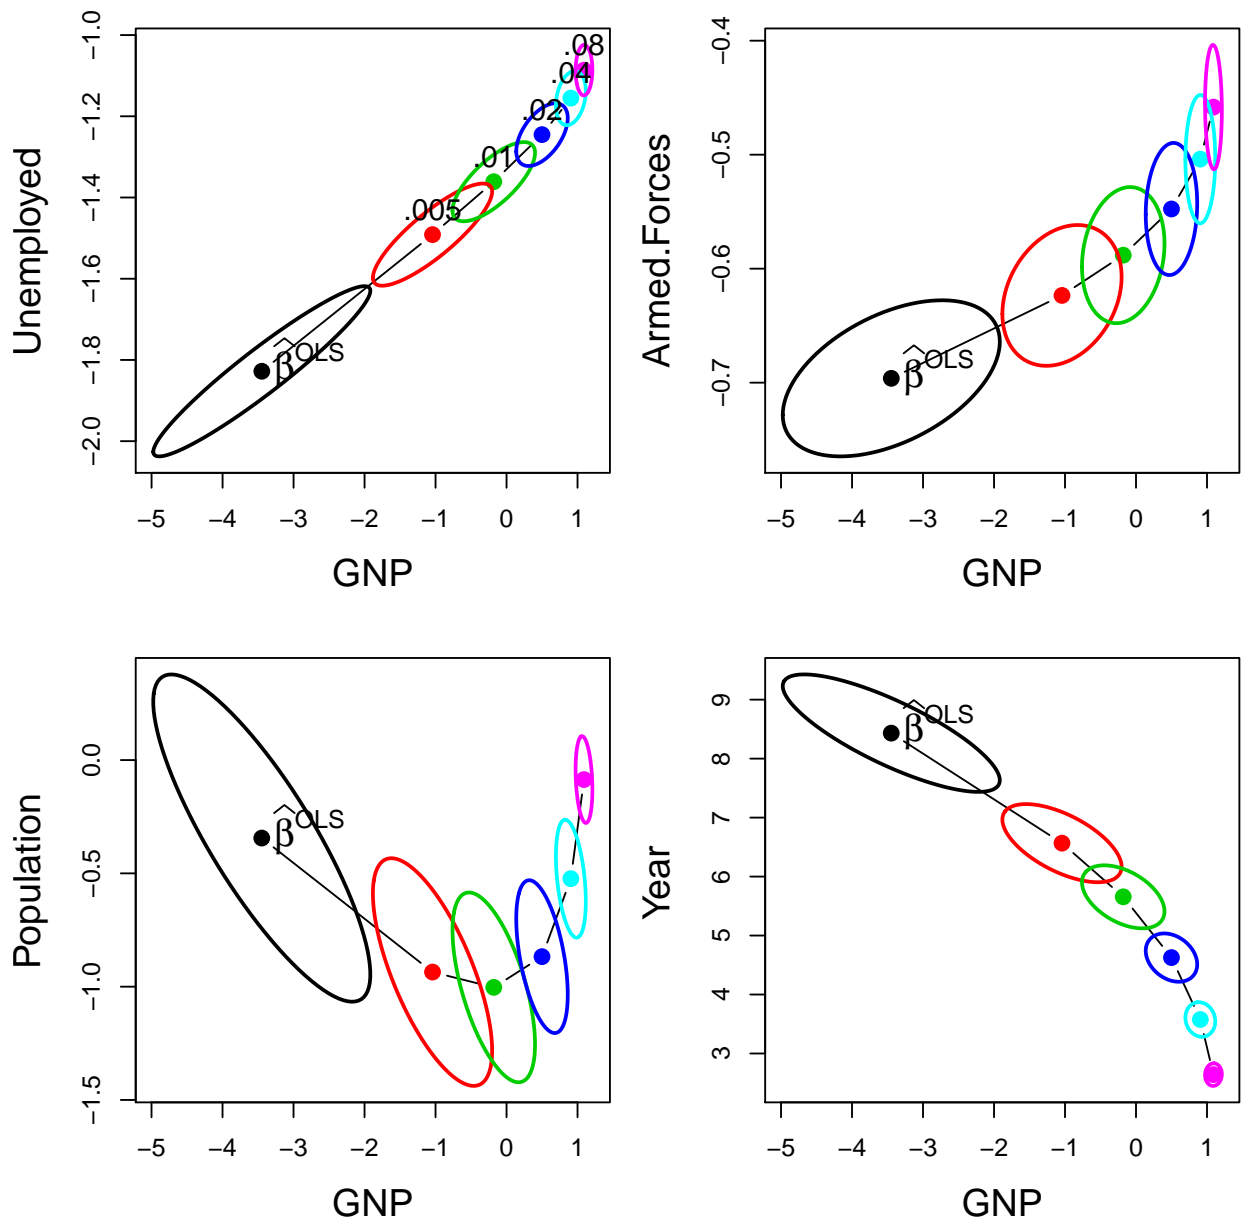 Unemployed
−1.0
−1.2
−1.4
−1.6
−1.8
−2.0
.08
.04
.02
.01
.005
β̂^OLS
−5 −4 −3 −2 −1 0 1
GNP
Armed.Forces
−0.4
−0.5
−0.6
−0.7
β̂^OLS
−5 −4 −3 −2 −1 0 1
GNP
Population
0.0
−0.5
−1.0
−1.5
β̂^OLS
−5 −4 −3 −2 −1 0 1
GNP
Year
9
8
7
6
5
4
3
β̂^OLS
−5 −4 −3 −2 −1 0 1
GNP